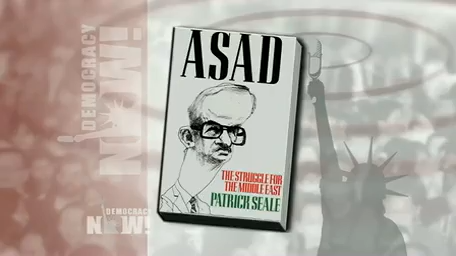 ASAD
THE STRUGGLE FOR
THE MIDDLE EAST
PATRICK SEALE
DEMOCRACY
NOW!
DEMOCRACY
NOW!